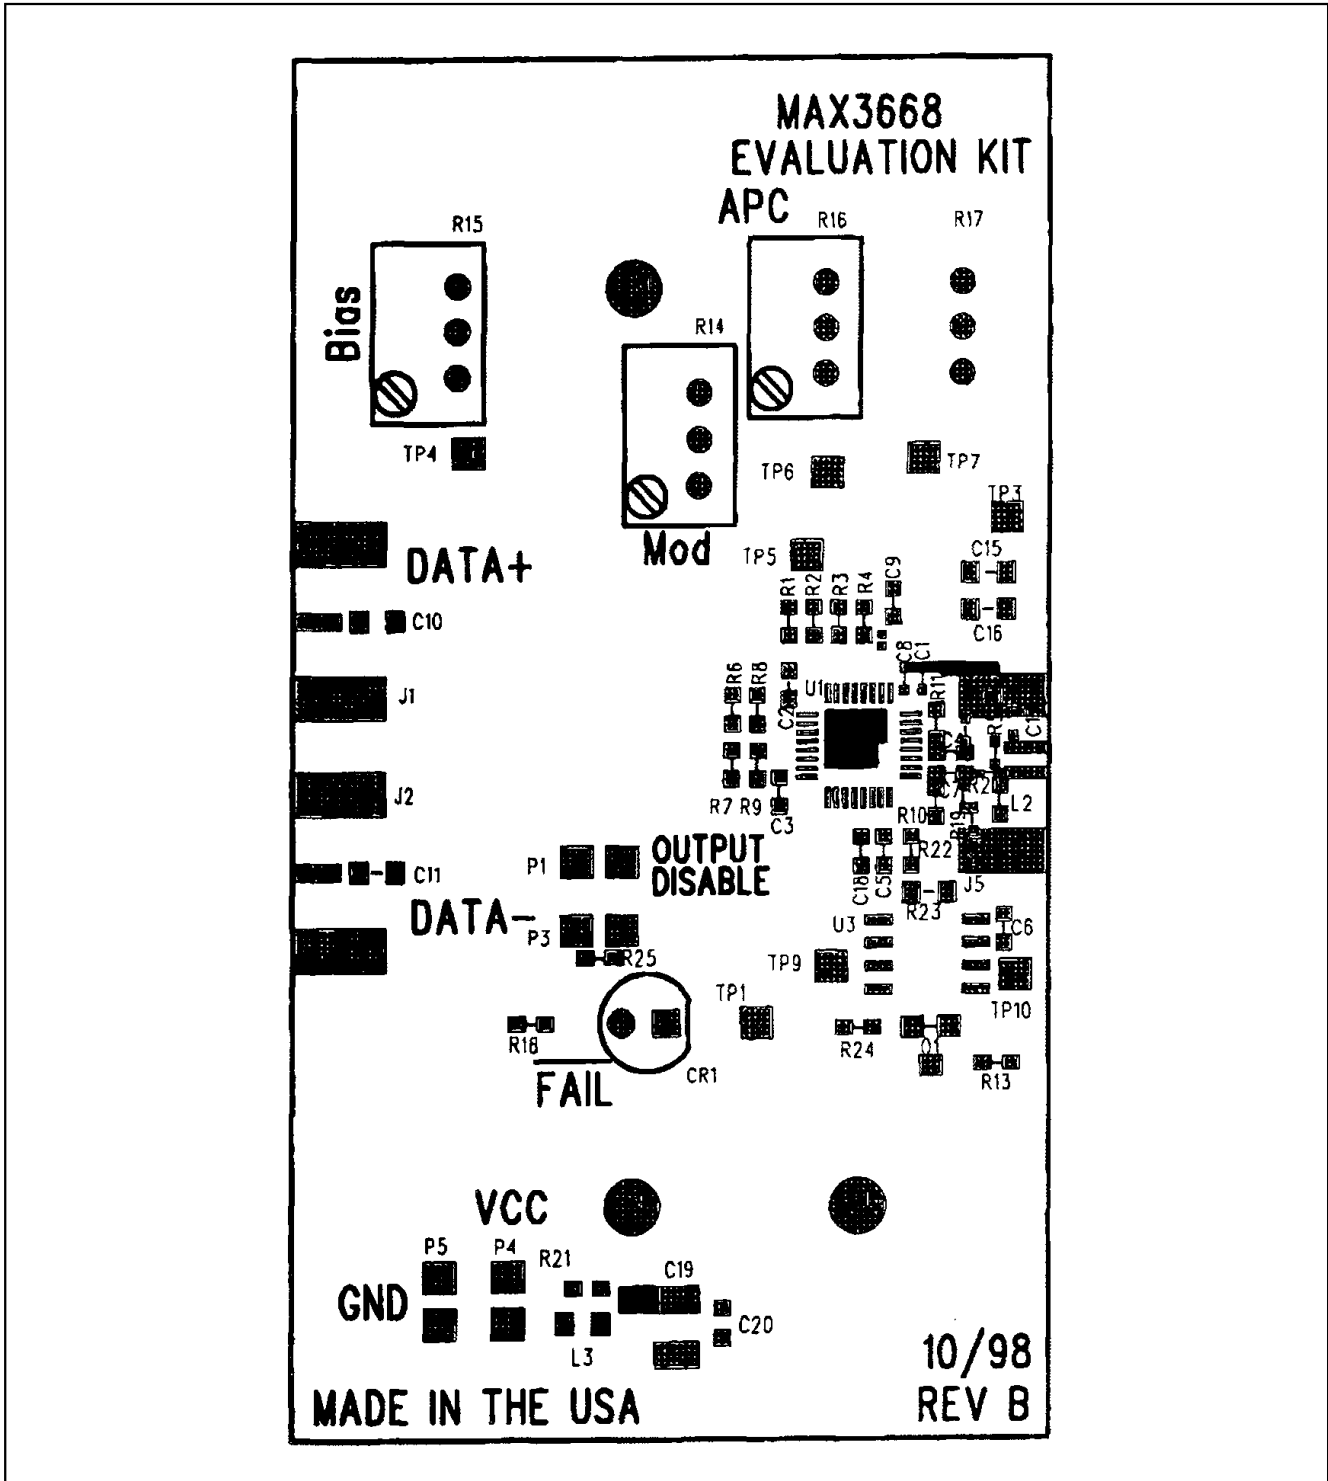 MAX3668
EVALUATION KIT
APC
R15
R16
R17
Bias
R14
TP4
TP6
TP7
TP3
Mod
TP5
DATA+
C15
R1
R2
R3
R4
C9
C10
C16
C8
C1
J1
R6
R8
C2
U1
R11
J2
R7
R9
C3
C7
R10
R19
L2
P1
OUTPUT
DISABLE
R22
C11
C18
C5
R23
J5
DATA-
P3
R25
U3
C6
TP9
TP1
TP10
R18
R24
R13
CR1
FAIL
VCC
P5
P4
R21
C19
GND
C20
L3
10/98
MADE IN THE USA
REV B